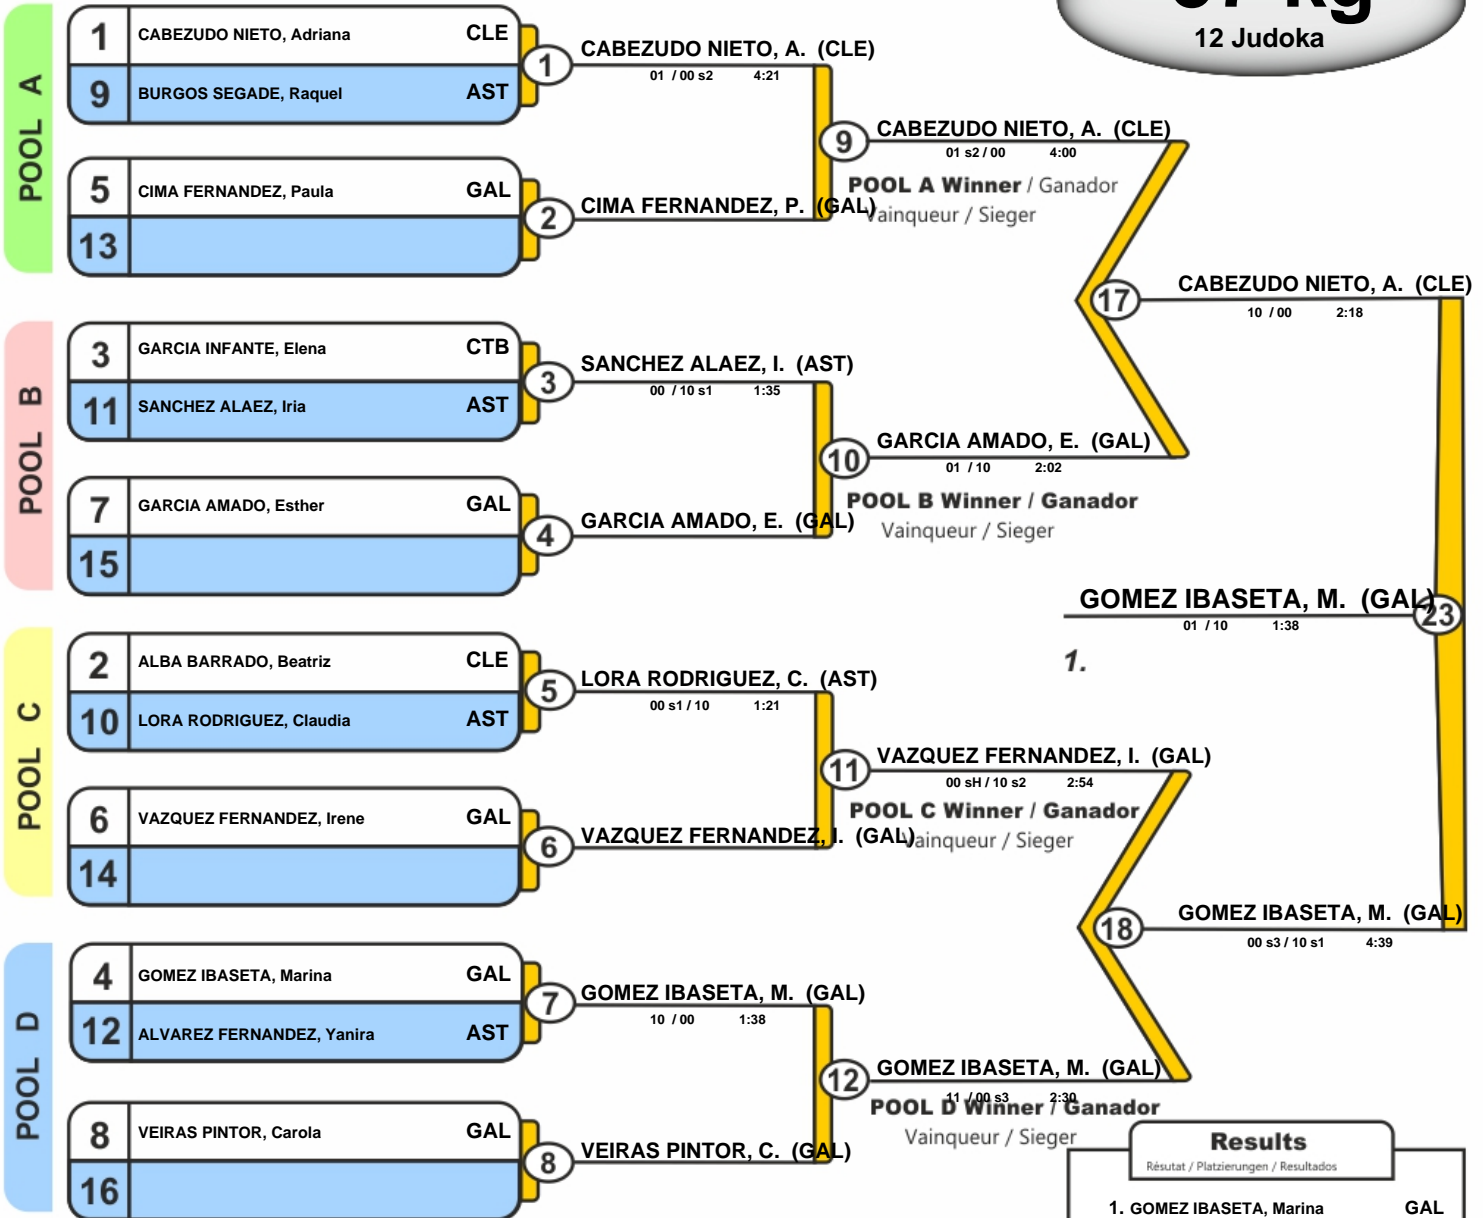 12 Judoka
POOL A
1 CABEZUDO NIETO, Adriana CLE
9 BURGOS SEGADE, Raquel AST
1
CABEZUDO NIETO, A. (CLE)
01 / 00 s2 4:21
5 CIMA FERNANDEZ, Paula GAL
13
2
CIMA FERNANDEZ, P. (GAL)
9
CABEZUDO NIETO, A. (CLE)
01 s2 / 00 4:00
POOL A Winner / Ganador
Vainqueur / Sieger
POOL B
3 GARCIA INFANTE, Elena CTB
11 SANCHEZ ALAEZ, Iria AST
3
SANCHEZ ALAEZ, I. (AST)
00 / 10 s1 1:35
7 GARCIA AMADO, Esther GAL
15
4
GARCIA AMADO, E. (GAL)
10
GARCIA AMADO, E. (GAL)
01 / 10 2:02
POOL B Winner / Ganador
Vainqueur / Sieger
17
CABEZUDO NIETO, A. (CLE)
10 / 00 2:18
GOMEZ IBASETA, M. (GAL)
23
01 / 10 1:38
1.
POOL C
2 ALBA BARRADO, Beatriz CLE
10 LORA RODRIGUEZ, Claudia AST
5
LORA RODRIGUEZ, C. (AST)
00 s1 / 10 1:21
6 VAZQUEZ FERNANDEZ, Irene GAL
14
6
VAZQUEZ FERNANDEZ, I. (GAL)
11
VAZQUEZ FERNANDEZ, I. (GAL)
00 sH / 10 s2 2:54
POOL C Winner / Ganador
Vainqueur / Sieger
POOL D
4 GOMEZ IBASETA, Marina GAL
12 ALVAREZ FERNANDEZ, Yanira AST
7
GOMEZ IBASETA, M. (GAL)
10 / 00 1:38
8 VEIRAS PINTOR, Carola GAL
16
8
VEIRAS PINTOR, C. (GAL)
12
GOMEZ IBASETA, M. (GAL)
11 / 00 s3 2:30
POOL D Winner / Ganador
Vainqueur / Sieger
18
GOMEZ IBASETA, M. (GAL)
00 s3 / 10 s1 4:39
Results
Résutat / Platzierungen / Resultados
1. GOMEZ IBASETA, Marina GAL